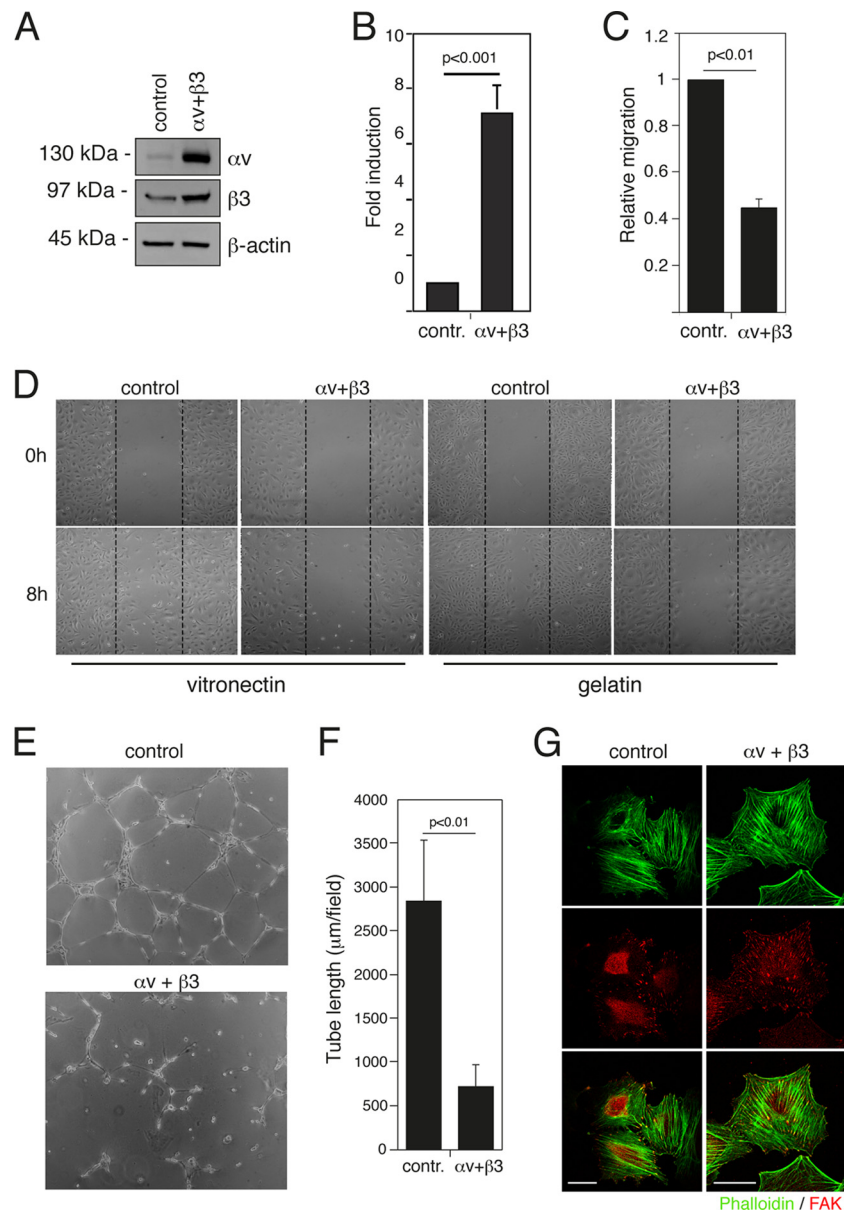 A
control
αv+β3
130 kDa -
αv
97 kDa -
β3
45 kDa -
β-actin
B
Fold induction
10
8
6
4
2
0
p<0.001
contr. αv+β3
C
Relative migration
1.2
1
0.8
0.6
0.4
0.2
p<0.01
contr. αv+β3
D
control αv+β3 control αv+β3
0h
8h
vitronectin gelatin
E
control
αv + β3
F
Tube length (μm/field)
4000
3500
3000
2500
2000
1500
1000
500
0
p<0.01
contr. αv+β3
G
control αv + β3
Phalloidin / FAK